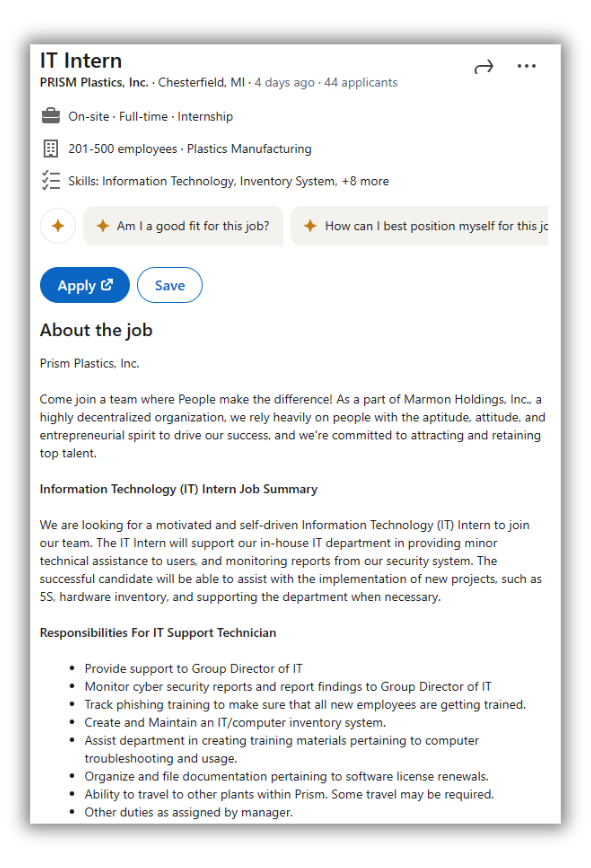 IT Intern
PRISM Plastics, Inc. · Chesterfield, MI · 4 days ago · 44 applicants
On-site · Full-time · Internship
201-500 employees · Plastics Manufacturing
Skills: Information Technology, Inventory System, +8 more
Am I a good fit for this job?
How can I best position myself for this jo
Apply
Save
About the job
Prism Plastics, Inc.
Come join a team where People make the difference! As a part of Marmon Holdings, Inc., a
highly decentralized organization, we rely heavily on people with the aptitude, attitude, and
entrepreneurial spirit to drive our success, and we're committed to attracting and retaining
top talent.
Information Technology (IT) Intern Job Summary
We are looking for a motivated and self-driven Information Technology (IT) Intern to join
our team. The IT Intern will support our in-house IT department in providing minor
technical assistance to users, and monitoring reports from our security system. The
successful candidate will be able to assist with the implementation of new projects, such as
5S, hardware inventory, and supporting the department when necessary.
Responsibilities For IT Support Technician
• Provide support to Group Director of IT
• Monitor cyber security reports and report findings to Group Director of IT
• Track phishing training to make sure that all new employees are getting trained.
• Create and Maintain an IT/computer inventory system.
• Assist department in creating training materials pertaining to computer
troubleshooting and usage.
• Organize and file documentation pertaining to software license renewals.
• Ability to travel to other plants within Prism. Some travel may be required.
• Other duties as assigned by manager.